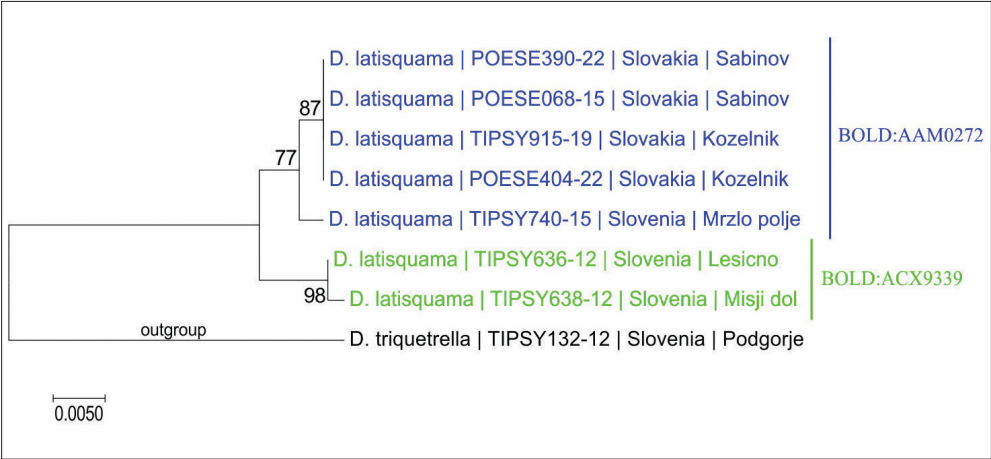 D. latisquama | POESE390-22 | Slovakia | Sabinov
87
D. latisquama | POESE068-15 | Slovakia | Sabinov
D. latisquama | TIPSY915-19 | Slovakia | Kozelnik
BOLD:AAM0272
77
D. latisquama | POESE404-22 | Slovakia | Kozelnik
D. latisquama | TIPSY740-15 | Slovenia | Mrzlo polje
D. latisquama | TIPSY636-12 | Slovenia | Lesicno
BOLD:ACX9339
98
D. latisquama | TIPSY638-12 | Slovenia | Misji dol
outgroup
D. triquetrella | TIPSY132-12 | Slovenia | Podgorje
0.0050